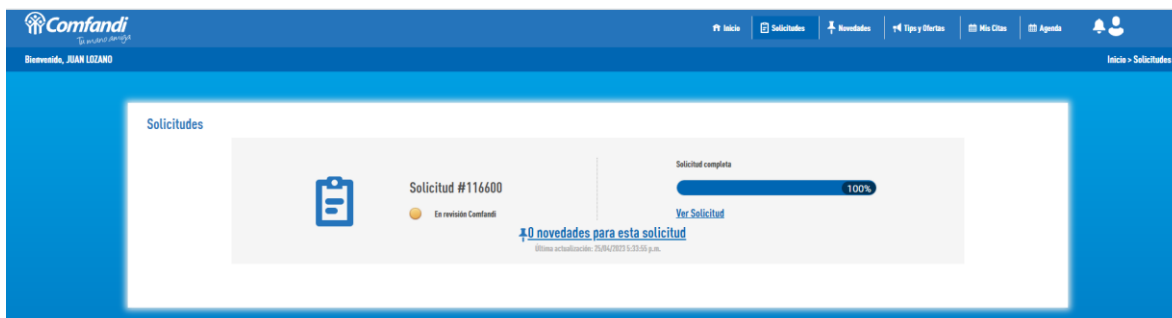 Comfandi
Tu mano amiga
Inicio
Solicitudes
Novedades
Tips y Ofertas
Mis Citas
Agenda
Bienvenido, JUAN LOZANO
Inicio > Solicitudes
Solicitudes
Solicitud #116600
En revisión Comfandi
Solicitud completa
100%
Ver Solicitud
0 novedades para esta solicitud
Última actualización: 25/04/2023 5:33:55 p.m.